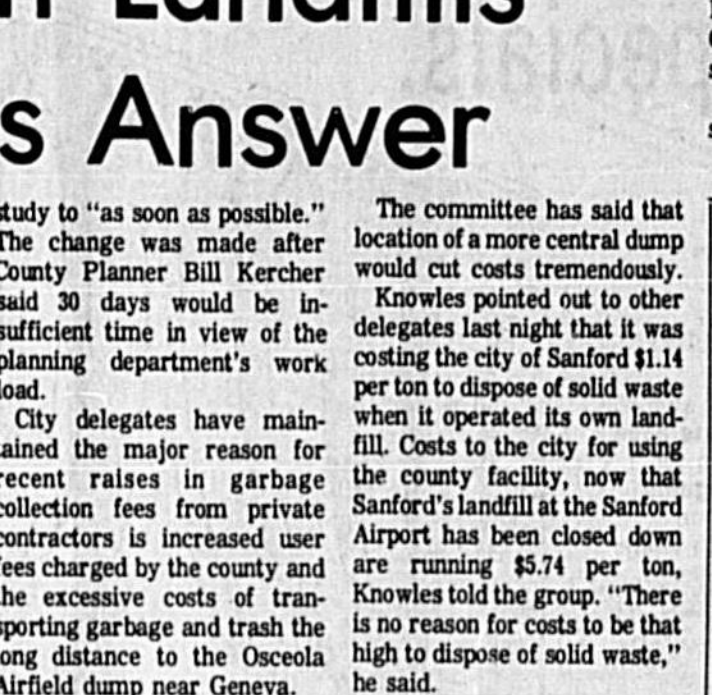 s Answer
study to "as soon as possible."
The change was made after
County Planner Bill Kercher
said 30 days would be in-
sufficient time in view of the
planning department's work
load.
City delegates have main-
tained the major reason for
recent raises in garbage
collection fees from private
contractors is increased user
fees charged by the county and
the excessive costs of tran-
sporting garbage and trash the
long distance to the Osceola
Airfield dump near Geneva.
The committee has said that
location of a more central dump
would cut costs tremendously.
Knowles pointed out to other
delegates last night that it was
costing the city of Sanford $1.14
per ton to dispose of solid waste
when it operated its own land-
fill. Costs to the city for using
the county facility, now that
Sanford's landfill at the Sanford
Airport has been closed down
are running $5.74 per ton,
Knowles told the group. "There
is no reason for costs to be that
high to dispose of solid waste,"
he said.